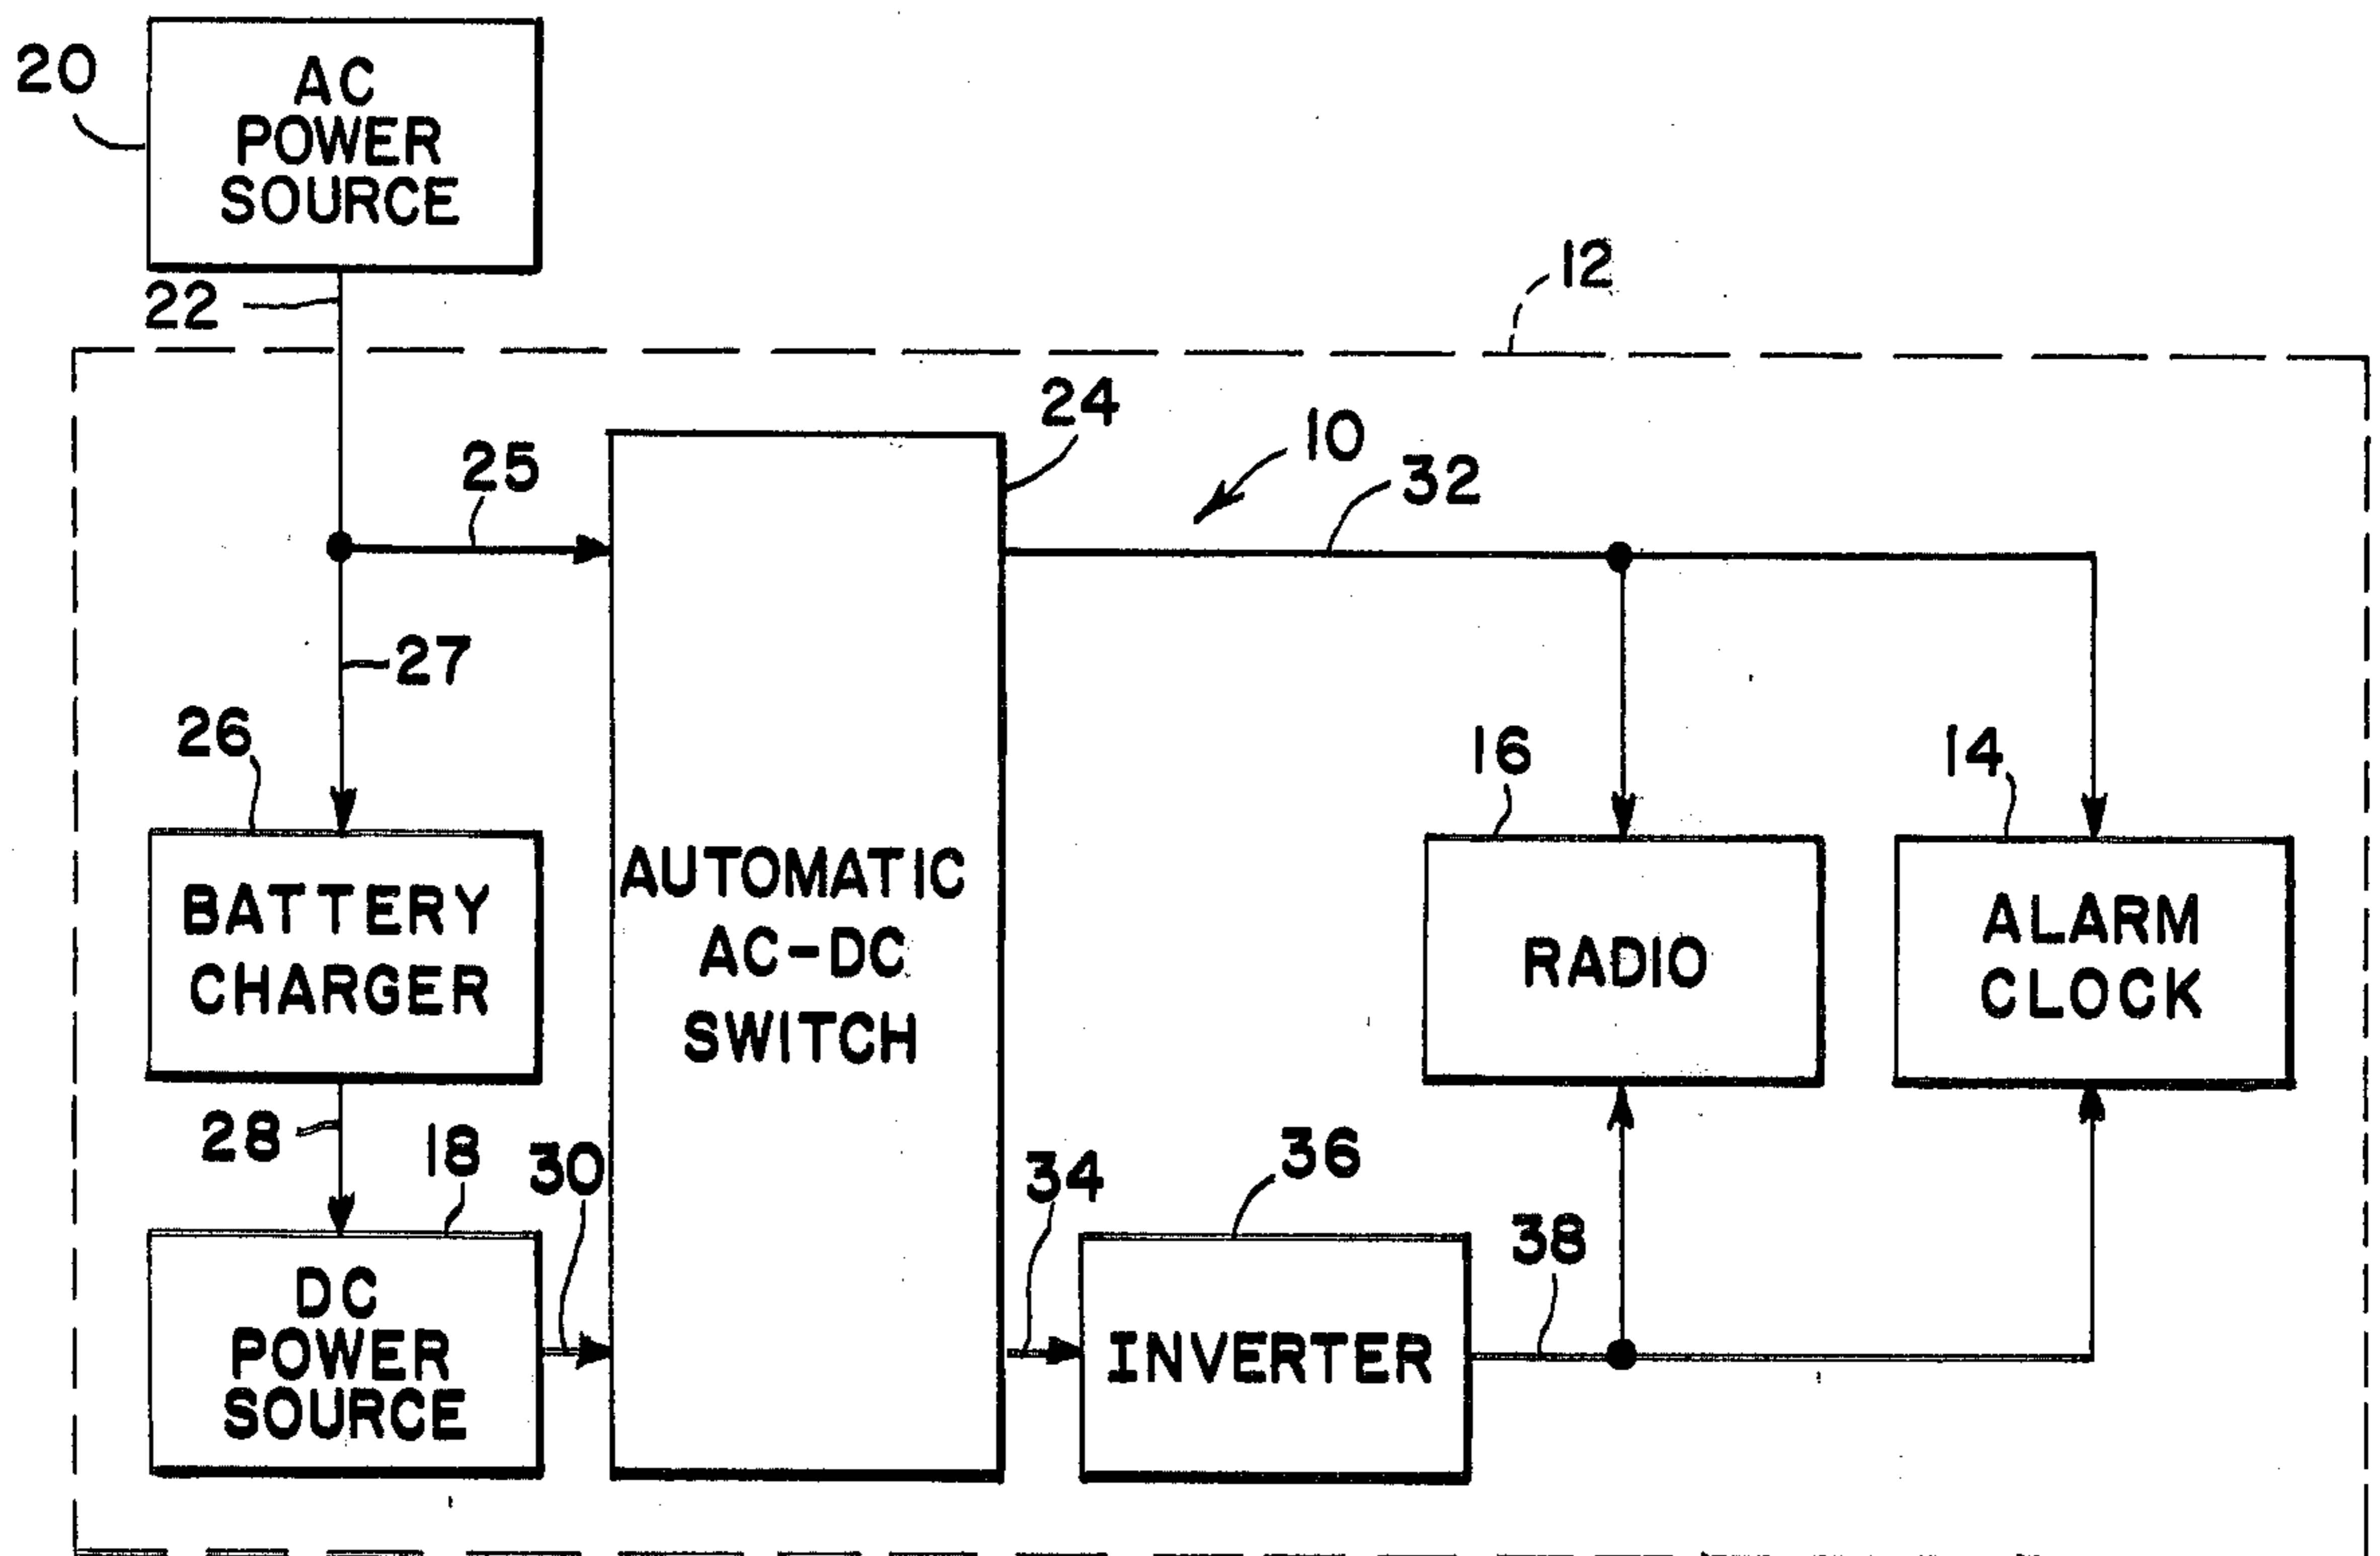 20
AC
POWER
SOURCE
22
12
24
10
32
25
27
26
16
14
BATTERY
CHARGER
AUTOMATIC
AC-DC
SWITCH
RADIO
ALARM
CLOCK
28
18
30
34
36
38
DC
POWER
SOURCE
INVERTER